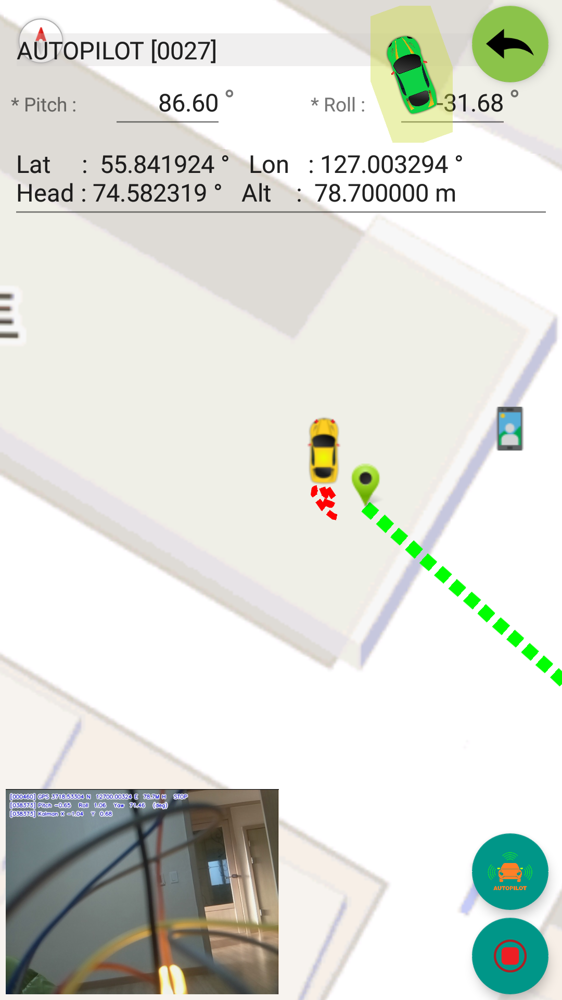 AUTOPILOT [0027]
* Pitch : 86.60 ° * Roll : -31.68 °
Lat : 55.841924 ° Lon : 127.003294 °
Head : 74.582319 ° Alt : 78.700000 m
[000460] GPS 3718.53304 N 12700.00324 E 78.7M H STOP
[038373] Pitch -0.65 Roll 1.06 Yaw 71.46 (deg)
[038373] Kalman X -1.04 Y 0.68
AUTOPILOT